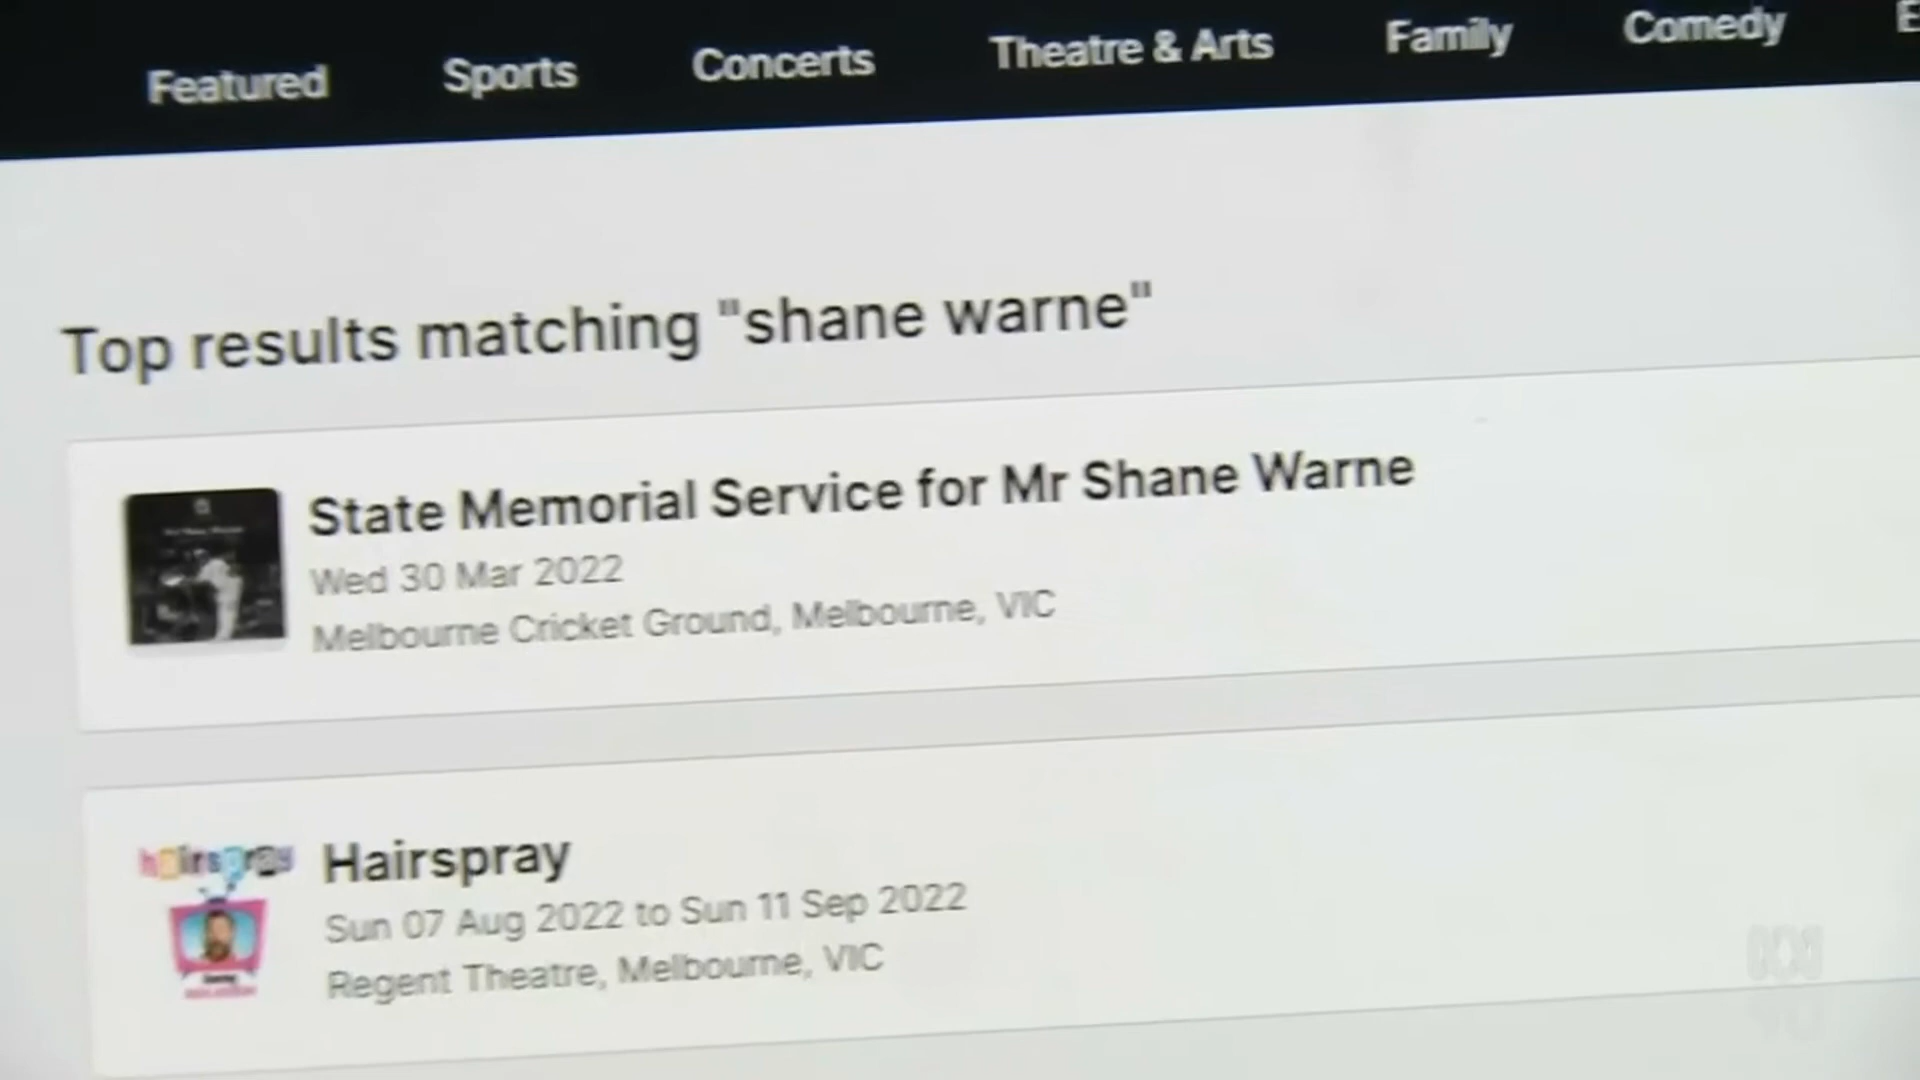 Featured Sports Concerts Theatre & Arts Family Comedy
Top results matching "shane warne"
State Memorial Service for Mr Shane Warne
Wed 30 Mar 2022
Melbourne Cricket Ground, Melbourne, VIC
hairspray
Hairspray
Sun 07 Aug 2022 to Sun 11 Sep 2022
Regent Theatre, Melbourne, VIC